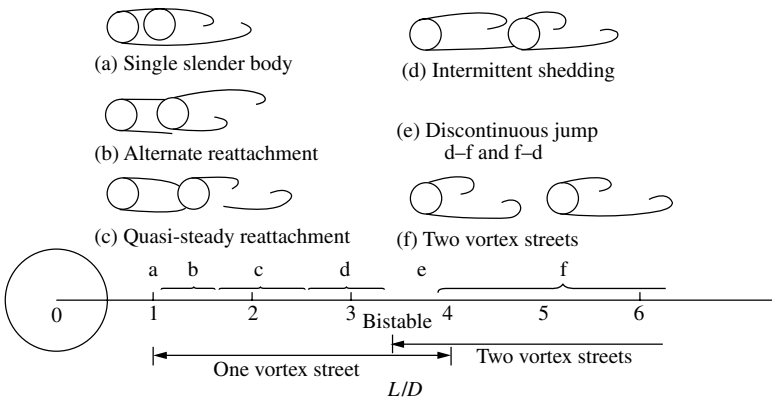 (a) Single slender body
(d) Intermittent shedding
(b) Alternate reattachment
(e) Discontinuous jump
d–f and f–d
(c) Quasi-steady reattachment
(f) Two vortex streets
a b c d e f
0 1 2 3 4 5 6
Bistable
One vortex street
Two vortex streets
L/D